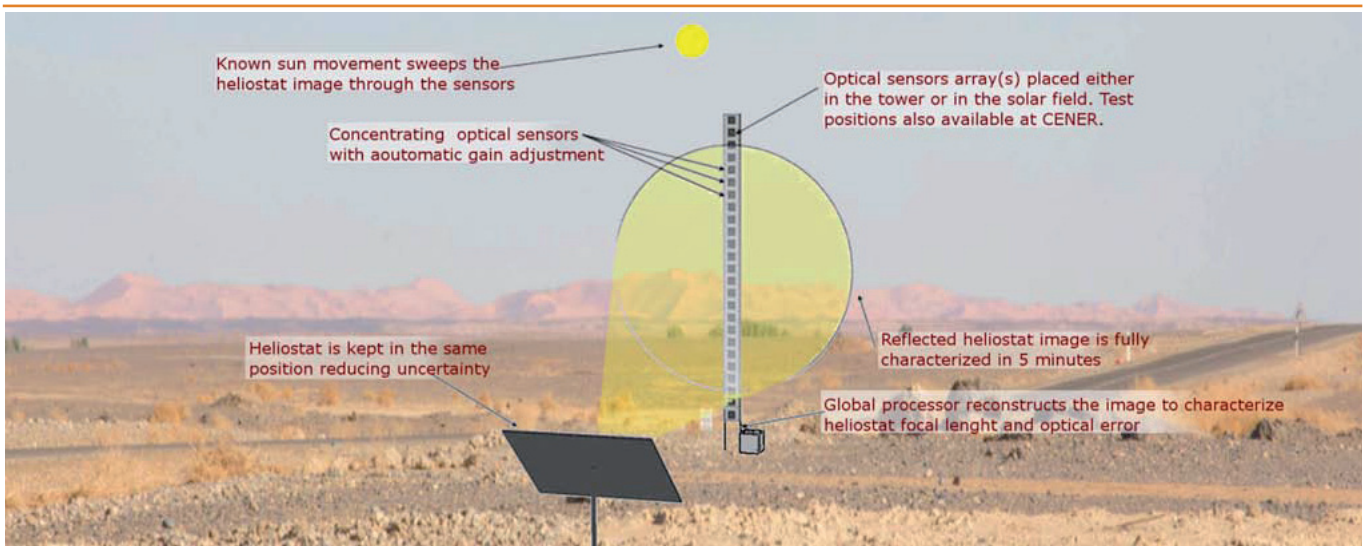 Known sun movement sweeps the
heliostat image through the sensors
Optical sensors array(s) placed either
in the tower or in the solar field. Test
positions also available at CENER.
Concentrating optical sensors
with aoutomatic gain adjustment
Heliostat is kept in the same
position reducing uncertainty
Reflected heliostat image is fully
characterized in 5 minutes
Global processor reconstructs the image to characterize
heliostat focal lenght and optical error